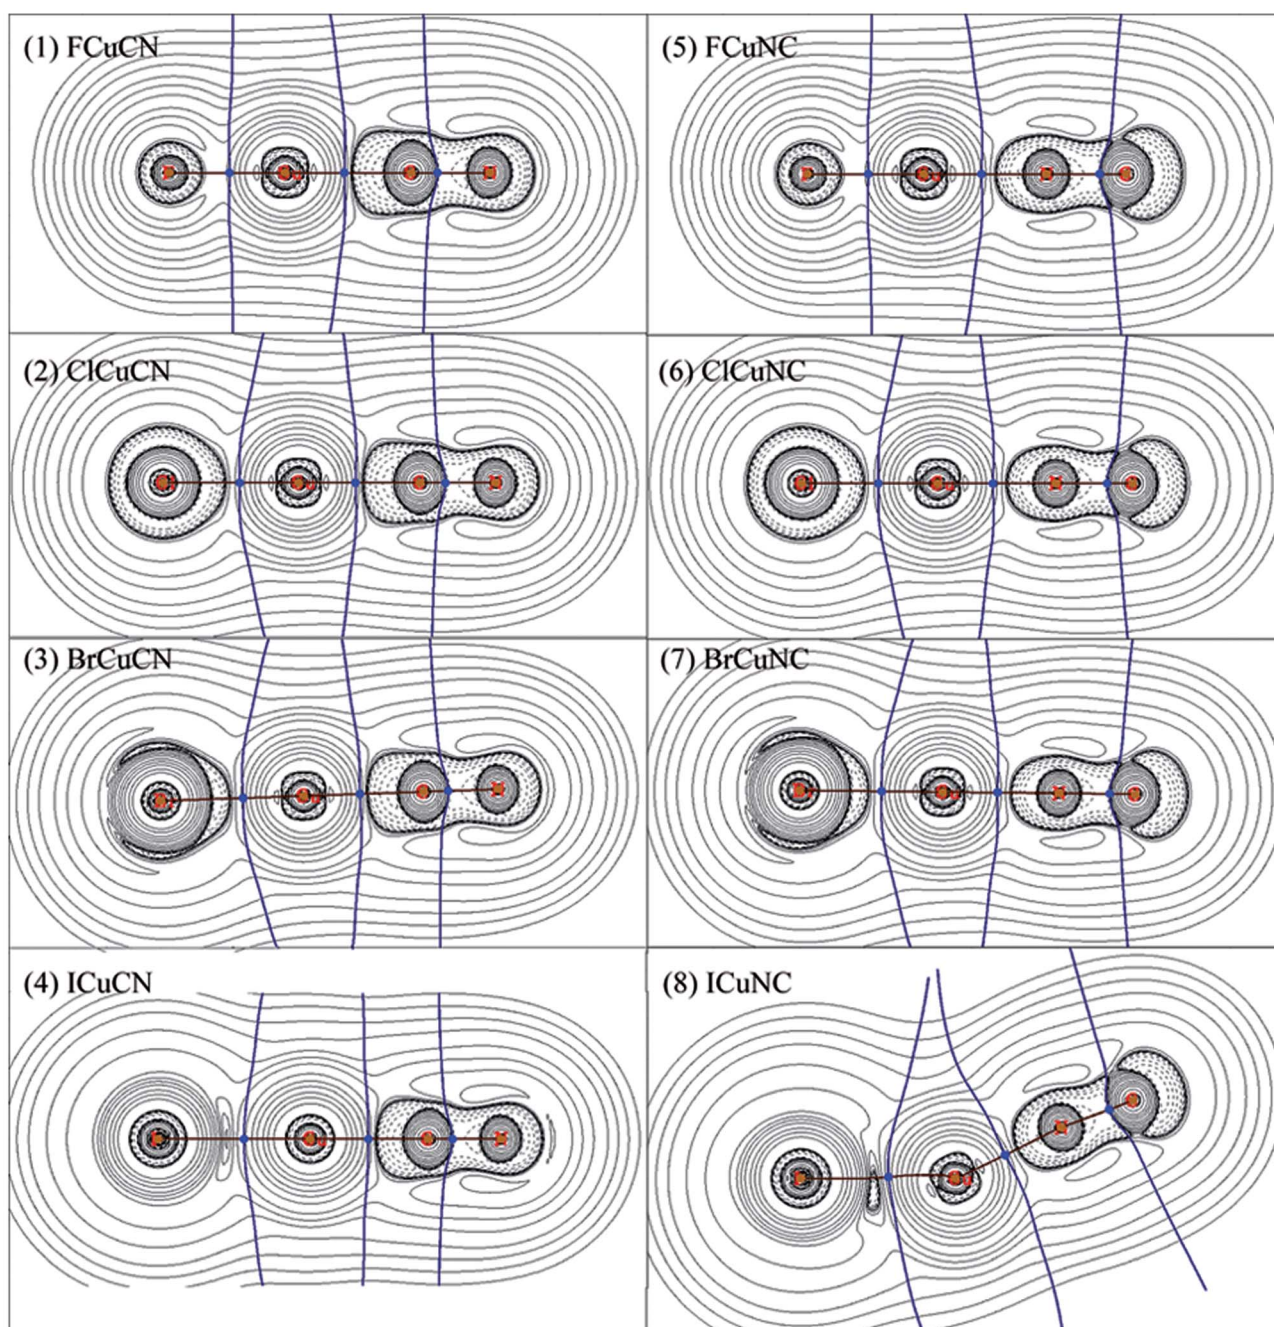 (1) FCuCN
(5) FCuNC
(2) ClCuCN
(6) ClCuNC
(3) BrCuCN
(7) BrCuNC
(4) ICuCN
(8) ICuNC